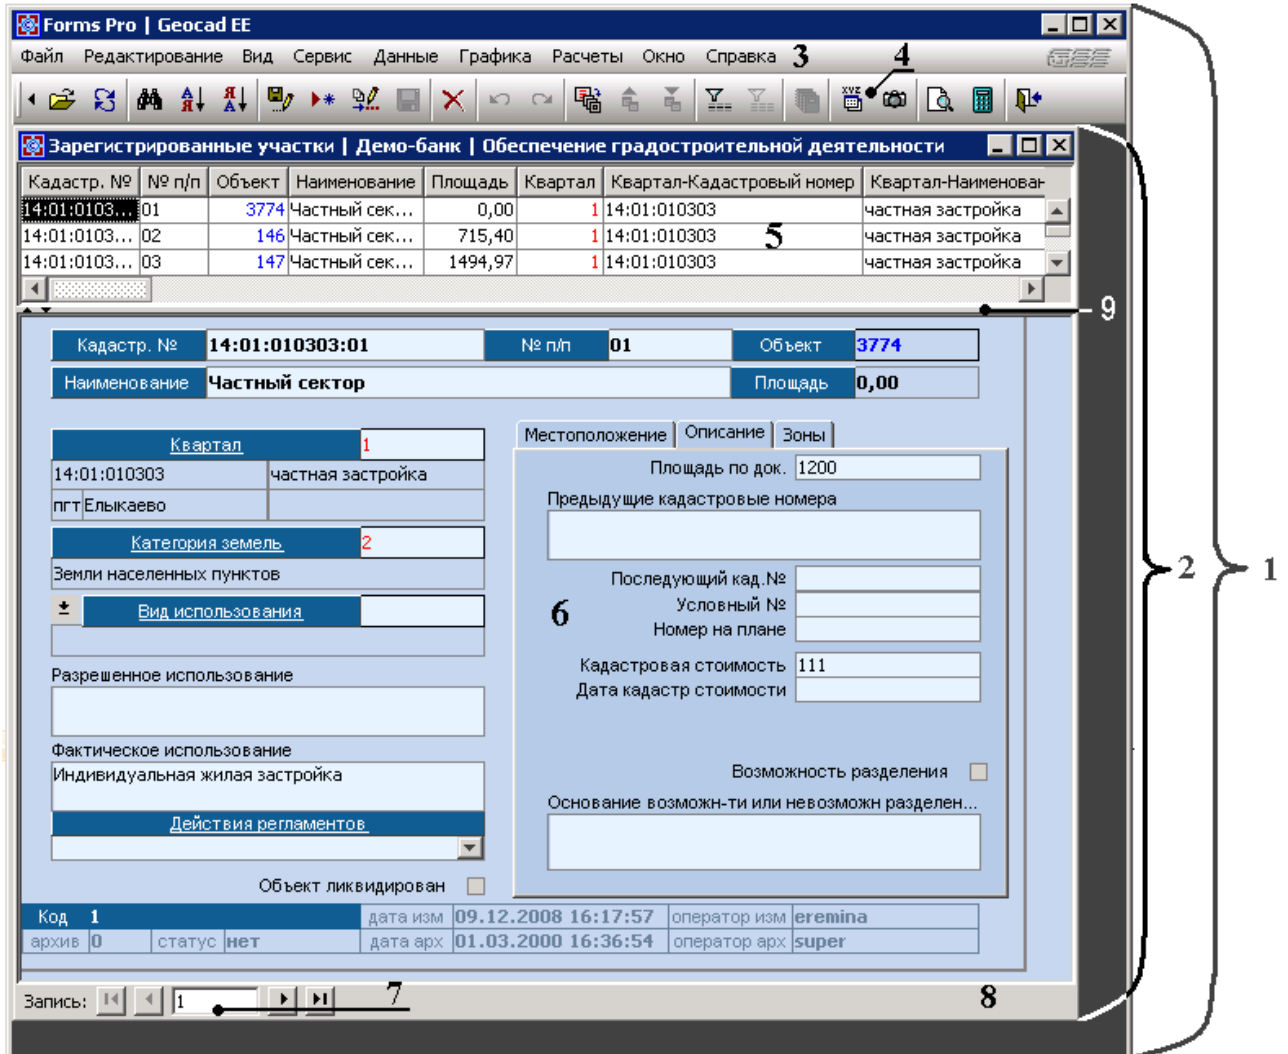 Forms Pro | Geocad EE
Файл Редактирование Вид Сервис Данные Графика Расчеты Окно Справка 3 4 GEE
XYZ
Зарегистрированные участки | Демо-банк | Обеспечение градостроительной деятельности
Кадастр. № № п/п Объект Наименование Площадь Квартал Квартал-Кадастровый номер Квартал-Наименован
14:01:0103... 01 3774 Частный сек... 0,00 1 14:01:010303 частная застройка
14:01:0103... 02 146 Частный сек... 715,40 1 14:01:010303 5 частная застройка
14:01:0103... 03 147 Частный сек... 1494,97 1 14:01:010303 частная застройка
9
Кадастр. № 14:01:010303:01 № п/п 01 Объект 3774
Наименование Частный сектор Площадь 0,00
Местоположение Описание Зоны
Квартал 1
14:01:010303 частная застройка
пгт Елыкаево
Категория земель 2
Земли населенных пунктов
Вид использования
Разрешенное использование
Фактическое использование
Индивидуальная жилая застройка
Действия регламентов
Объект ликвидирован
Площадь по док. 1200
Предыдущие кадастровые номера
Последующий кад.№
Условный №
6
Номер на плане
Кадастровая стоимость 111
Дата кадастр стоимости
Возможность разделения
Основание возможн-ти или невозможн разделен...
2 1
Код 1 дата изм 09.12.2008 16:17:57 оператор изм eremina
архив 0 статус нет дата арх 01.03.2000 16:36:54 оператор арх super
Запись: 1 7 8